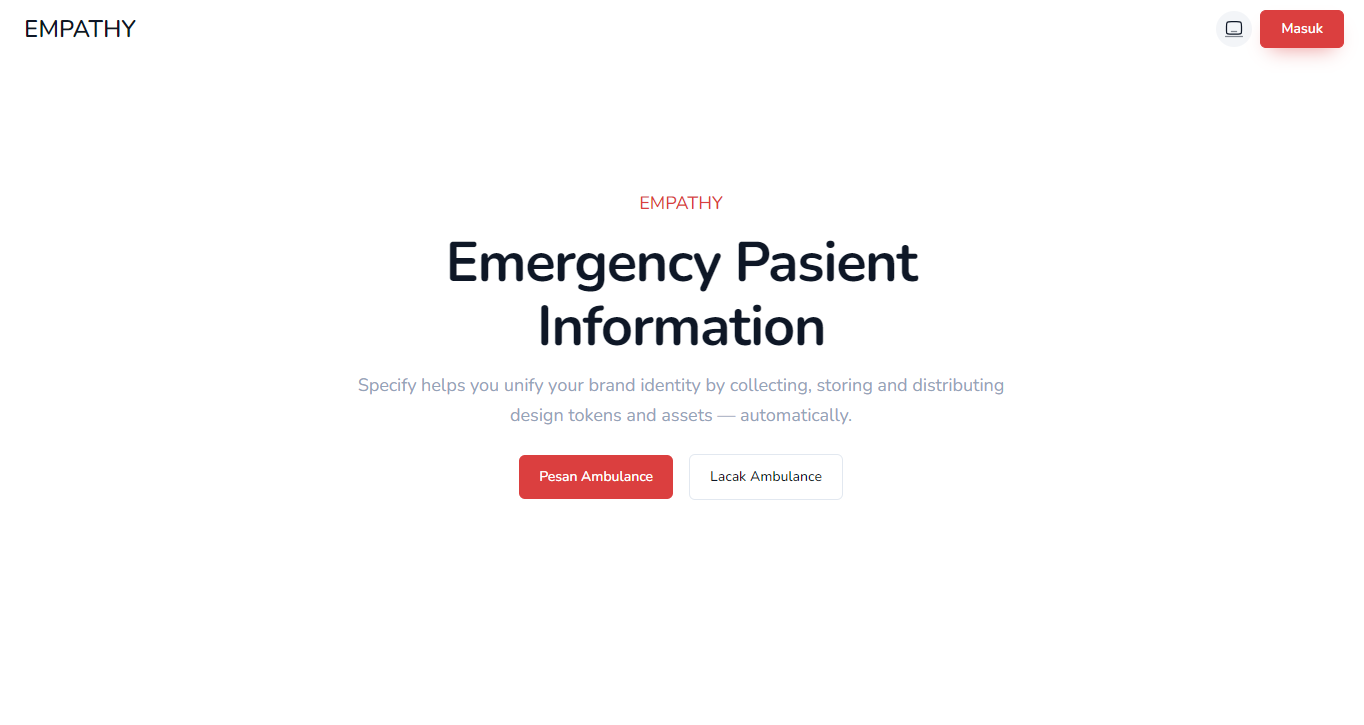 EMPATHY
Masuk
EMPATHY
Emergency Pasient
Information
Specify helps you unify your brand identity by collecting, storing and distributing
design tokens and assets — automatically.
Pesan Ambulance
Lacak Ambulance